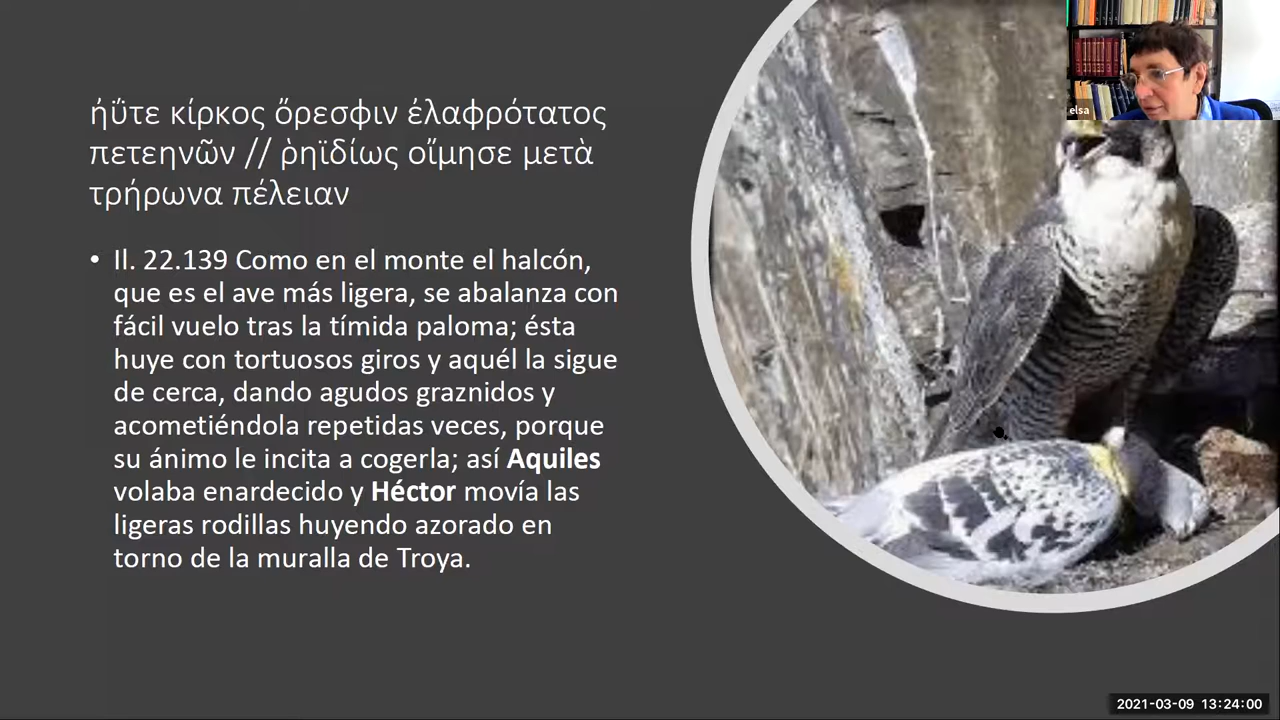 ἠΰτε κίρκος ὄρεσφιν ἐλαφρότατος
πετεηνῶν // ῥηϊδίως οἴμησε μετὰ
τρήρωνα πέλειαν
• Il. 22.139 Como en el monte el halcón,
que es el ave más ligera, se abalanza con
fácil vuelo tras la tímida paloma; ésta
huye con tortuosos giros y aquél la sigue
de cerca, dando agudos graznidos y
acometiéndola repetidas veces, porque
su ánimo le incita a cogerla; así Aquiles
volaba enardecido y Héctor movía las
ligeras rodillas huyendo azorado en
torno de la muralla de Troya.
elsa
2021-03-09 13:24:00